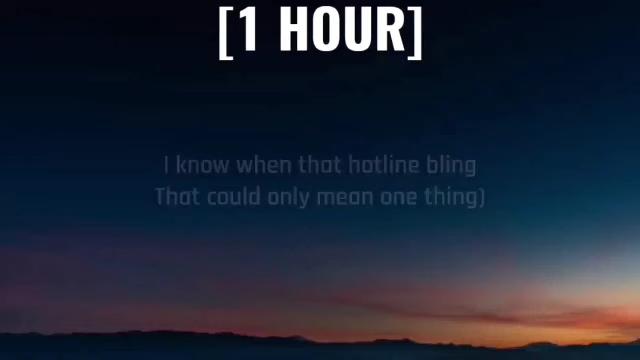 [1 HOUR]
I know when that hotline bling
That could only mean one thing)